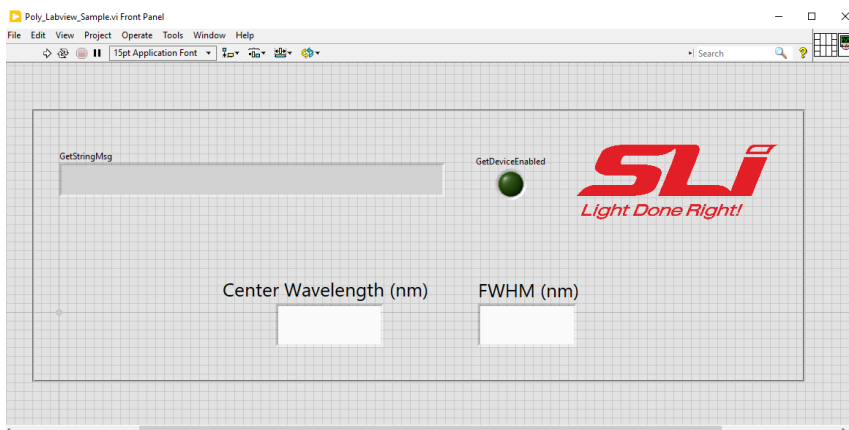 Poly_Labview_Sample.vi Front Panel
File Edit View Project Operate Tools Window Help
15pt Application Font
Search
GetStringMsg
GetDeviceEnabled
SLi
Light Done Right!
Center Wavelength (nm)
FWHM (nm)